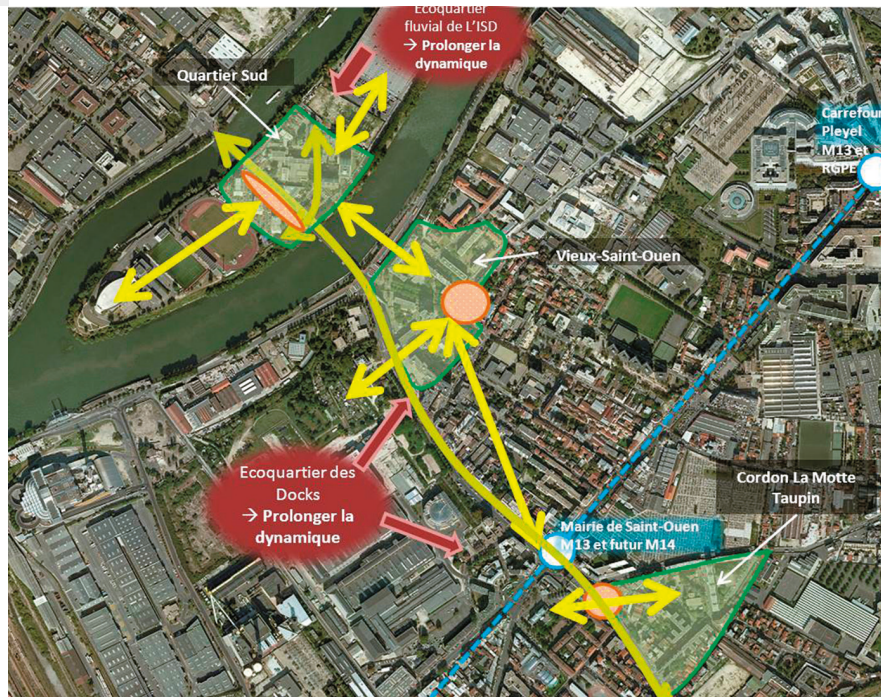 Ecoquartier
fluvial de L'ISD
→ Prolonger la
dynamique
Quartier Sud
Carrefour
Pleyel
M13 et
RGPE
Vieux-Saint-Ouen
Ecoquartier des
Docks
→ Prolonger la
dynamique
Cordon La Motte
Taupin
Mairie de Saint-Ouen
M13 et futur M14